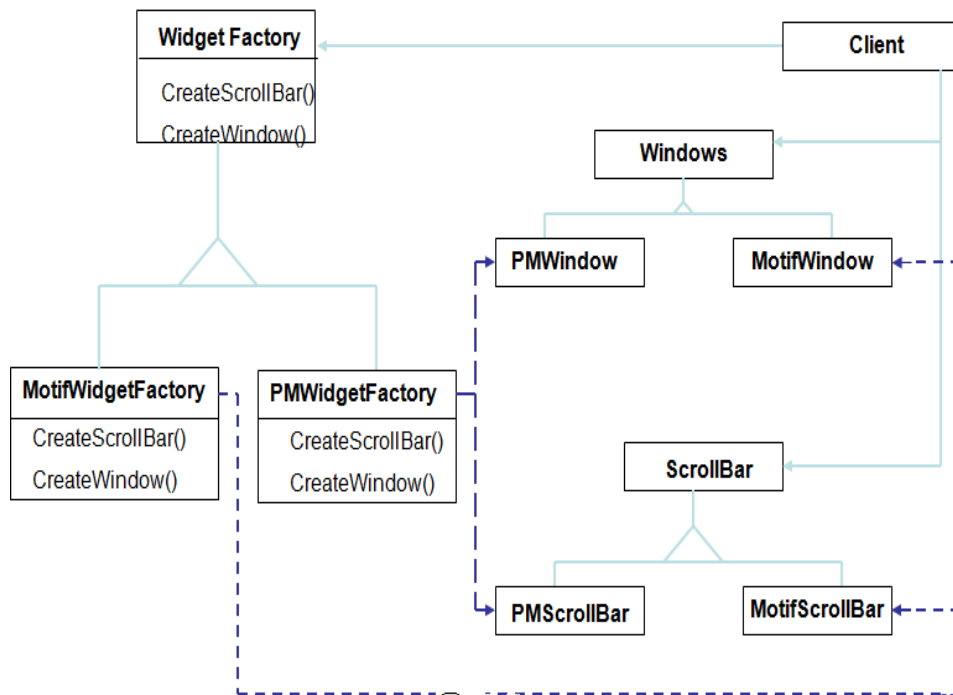 Widget Factory
CreateScrollBar()
CreateWindow()
Client
Windows
PMWindow
MotifWindow
MotifWidgetFactory
CreateScrollBar()
CreateWindow()
PMWidgetFactory
CreateScrollBar()
CreateWindow()
ScrollBar
PMScrollBar
MotifScrollBar